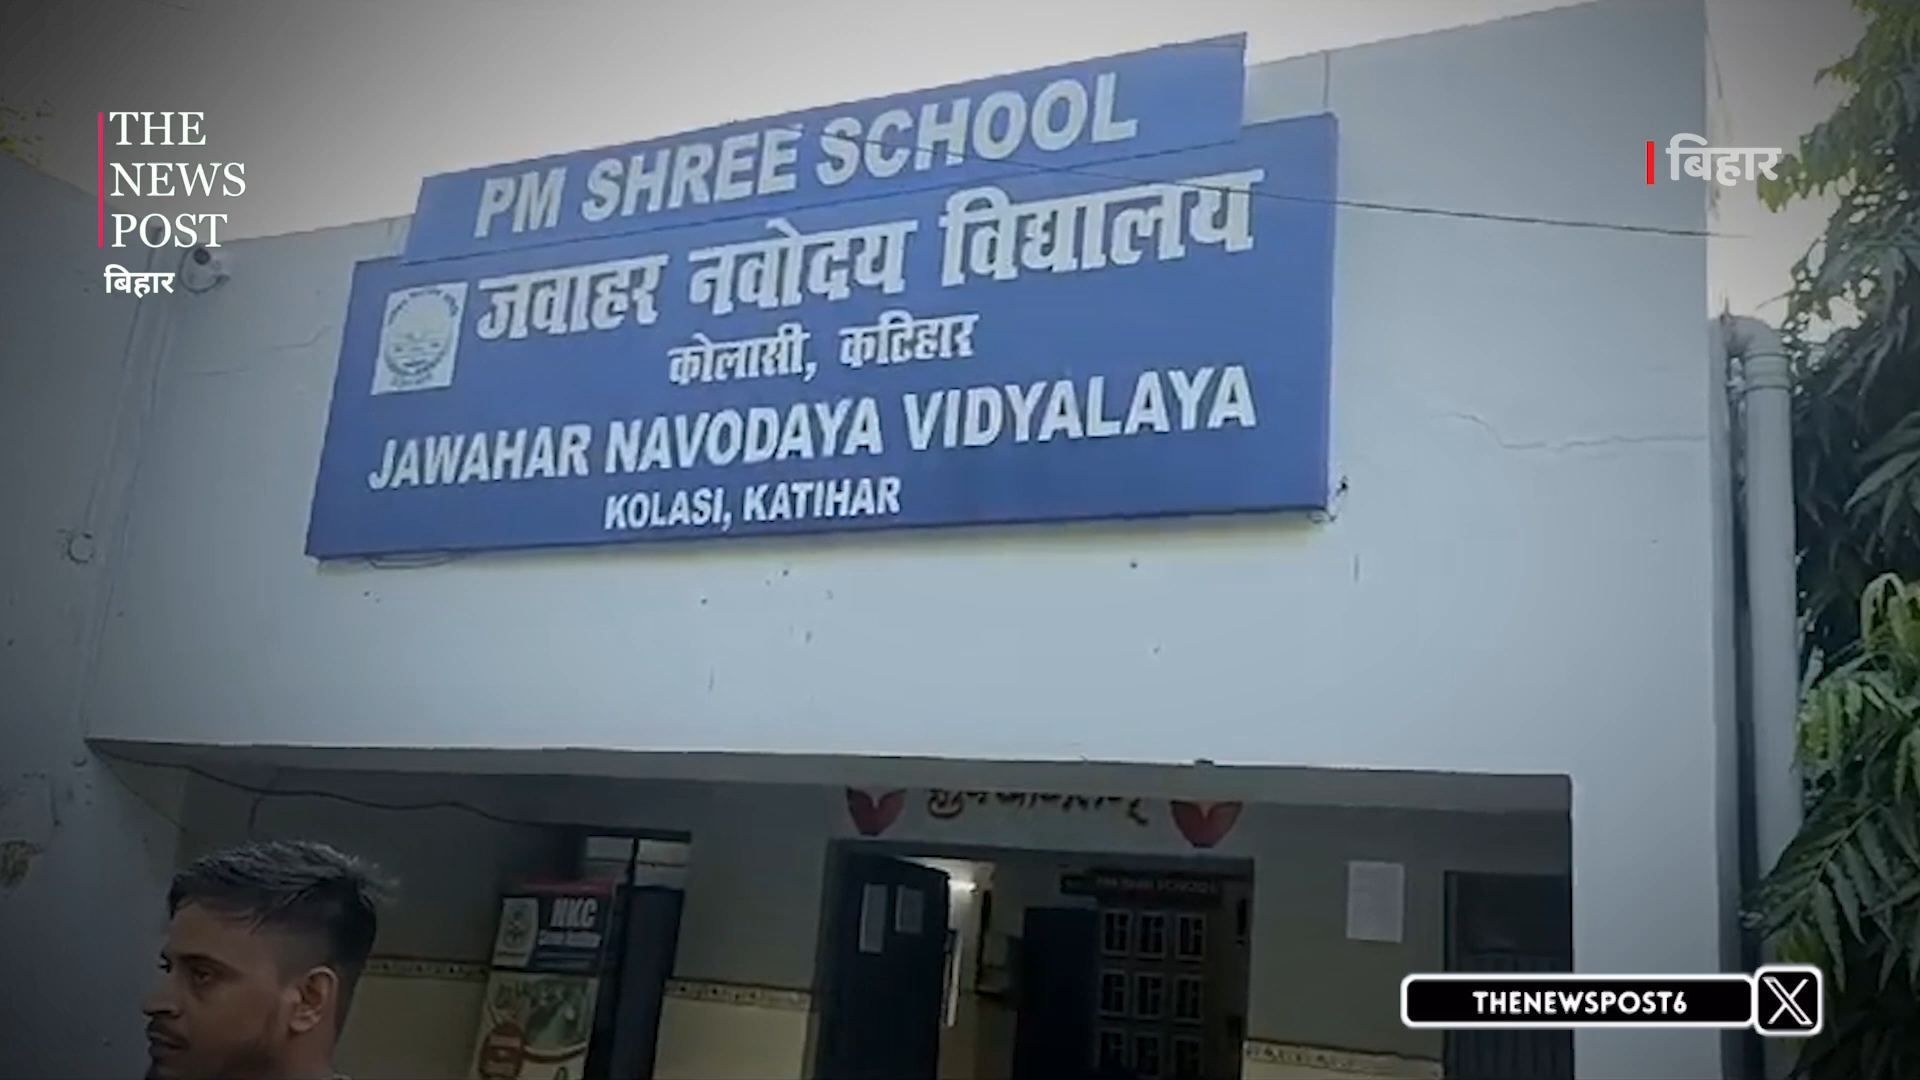 THE
NEWS
POST
बिहार
बिहार
PM SHREE SCHOOL
जवाहर नवोदय विद्यालय
कोलासी, कटिहार
JAWAHAR NAVODAYA VIDYALAYA
KOLASI, KATIHAR
THENEWSPOST6